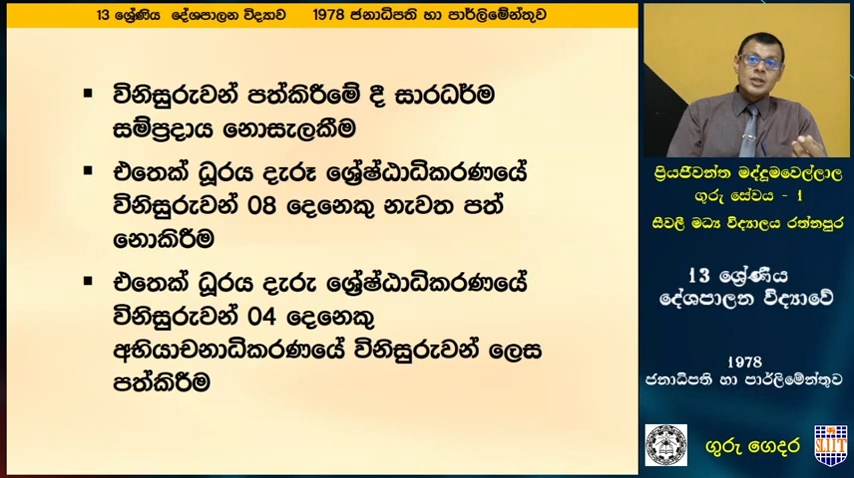 13 ශ්‍රේණිය දේශපාලන විද්‍යාව 1978 ජනාධිපති හා පාර්ලිමේන්තුව
▪ විනිසුරුවන් පත්කිරීමේ දී සාරධර්ම
සම්ප්‍රදාය නොසැලකීම
▪ එතෙක් ධූරය දැරූ ශ්‍රේෂ්ඨාධිකරණයේ
විනිසුරුවන් 08 දෙනෙකු නැවත පත්
නොකිරීම
▪ එතෙක් ධූරය දැරු ශ්‍රේෂ්ඨාධිකරණයේ
විනිසුරුවන් 04 දෙනෙකු
අභියාචනාධිකරණයේ විනිසුරුවන් ලෙස
පත්කිරීම
ප්‍රියජීවන්ත මද්දුමවෙල්ලාල
ගුරු සේවය - 1
සීවලී මධ්‍ය විද්‍යාලය රත්නපුර
13 ශ්‍රේණිය
දේශපාලන විද්‍යාවේ
1978
ජනාධිපති හා පාර්ලිමේන්තුව
ගුරු ගෙදර
SLIIT